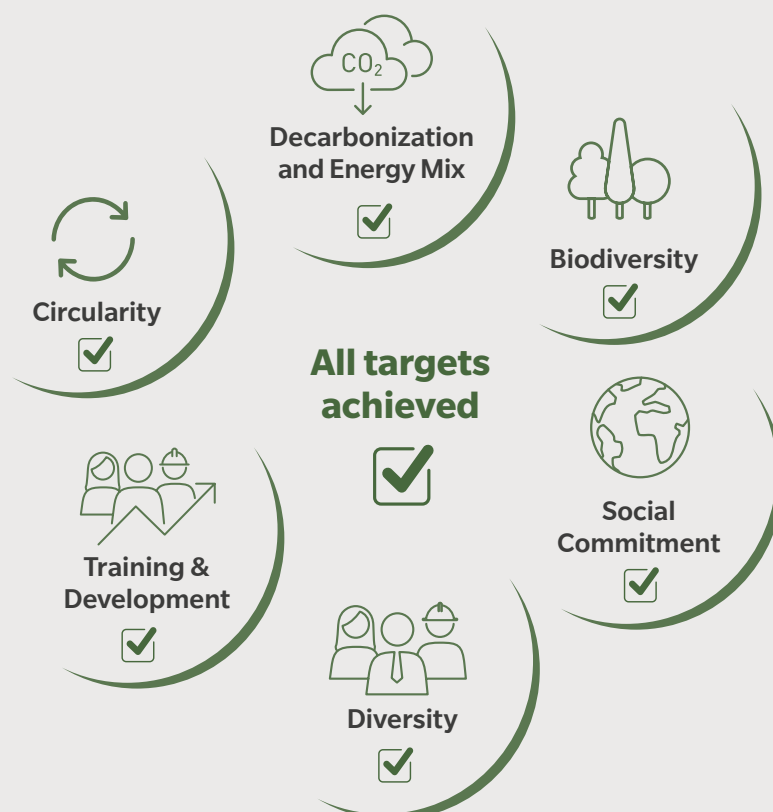 CO₂
Decarbonization
and Energy Mix
Biodiversity
Circularity
All targets
achieved
Social
Commitment
Training &
Development
Diversity